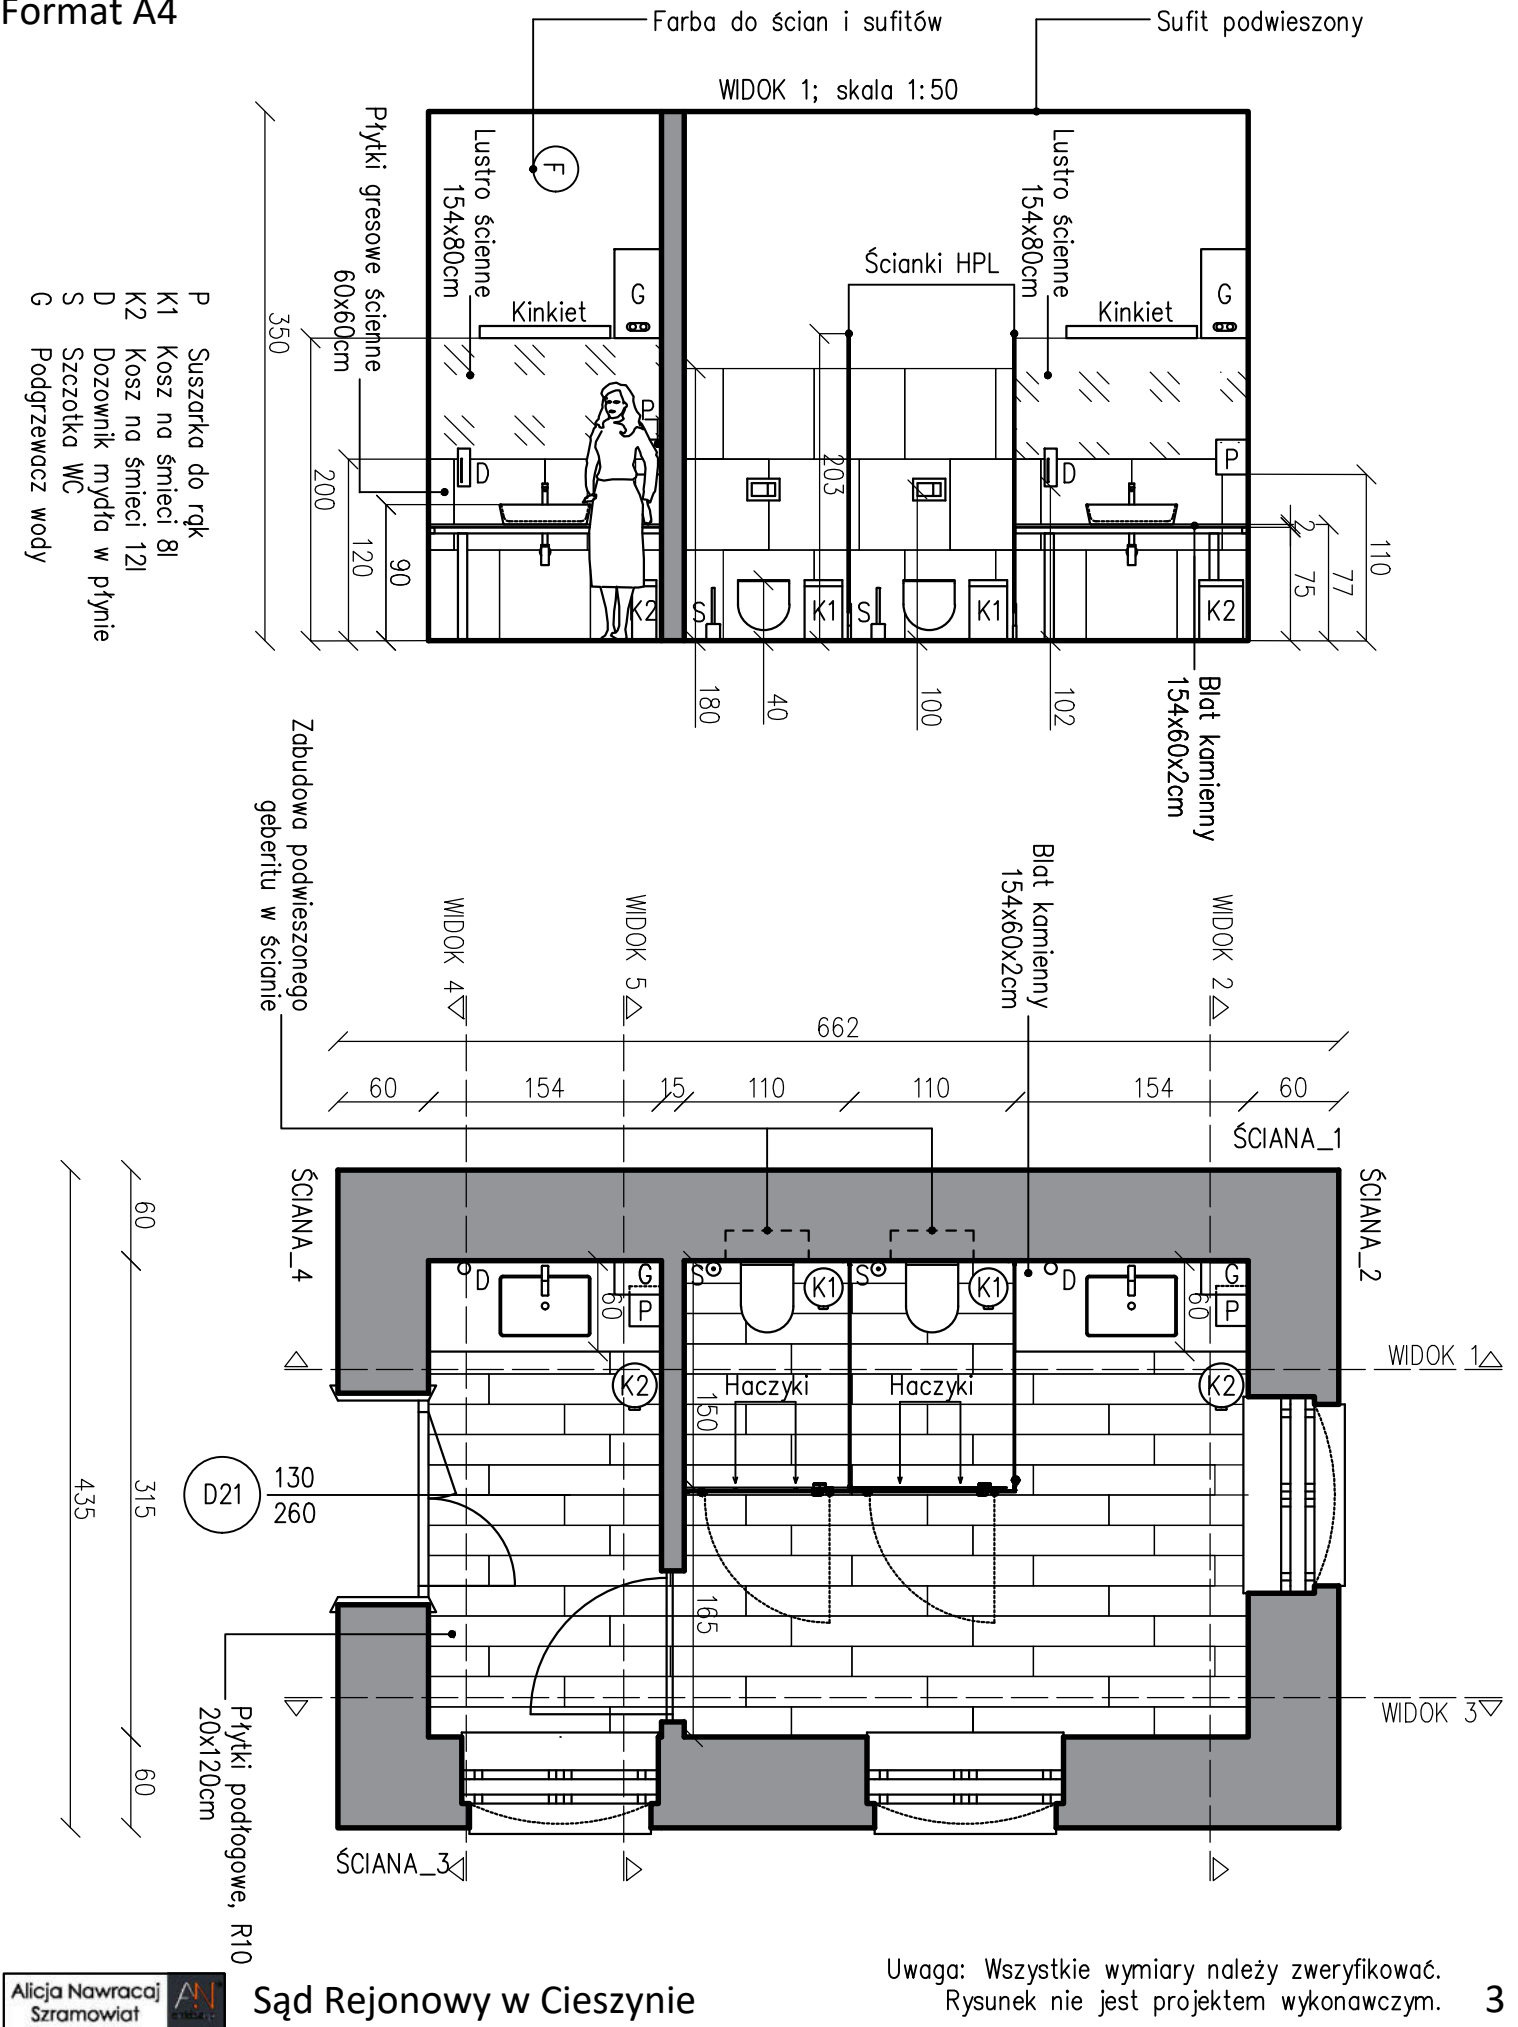 Format A4
Farba do ścian i sufitów
Sufit podwieszony
WIDOK 1; skala 1:50
Płytki gresowe ścienne
60x60cm
Lustro ścienne
154x80cm
F
Kinkiet
G
Ścianki HPL
Lustro ścienne
154x80cm
Kinkiet
G
P
D
K2
S
K1
S
K1
D
P
K2
203
350
200
120
90
110
2
77
75
180
40
100
102
P Suszarka do rąk
K1 Kosz na śmieci 8l
K2 Kosz na śmieci 12l
D Dozownik mydła w płynie
S Szczotka WC
G Podgrzewacz wody
Blat kamienny
154x60x2cm
Zabudowa podwieszonego
geberitu w ścianie
Blat kamienny
154x60x2cm
WIDOK 4
WIDOK 5
WIDOK 2
662
60
154
15
110
110
154
60
ŚCIANA_1
ŚCIANA_4
ŚCIANA_2
60
315
60
435
D
G
P
60
K2
S
K1
S
K1
D
G
P
60
K2
WIDOK 1
Haczyki
Haczyki
150
165
D21
130
260
WIDOK 3
Płytki podłogowe, R10
20x120cm
ŚCIANA_3
Alicja Nawracaj
Szramowiat
AN
Sąd Rejonowy w Cieszynie
Uwaga: Wszystkie wymiary należy zweryfikować.
Rysunek nie jest projektem wykonawczym.
3